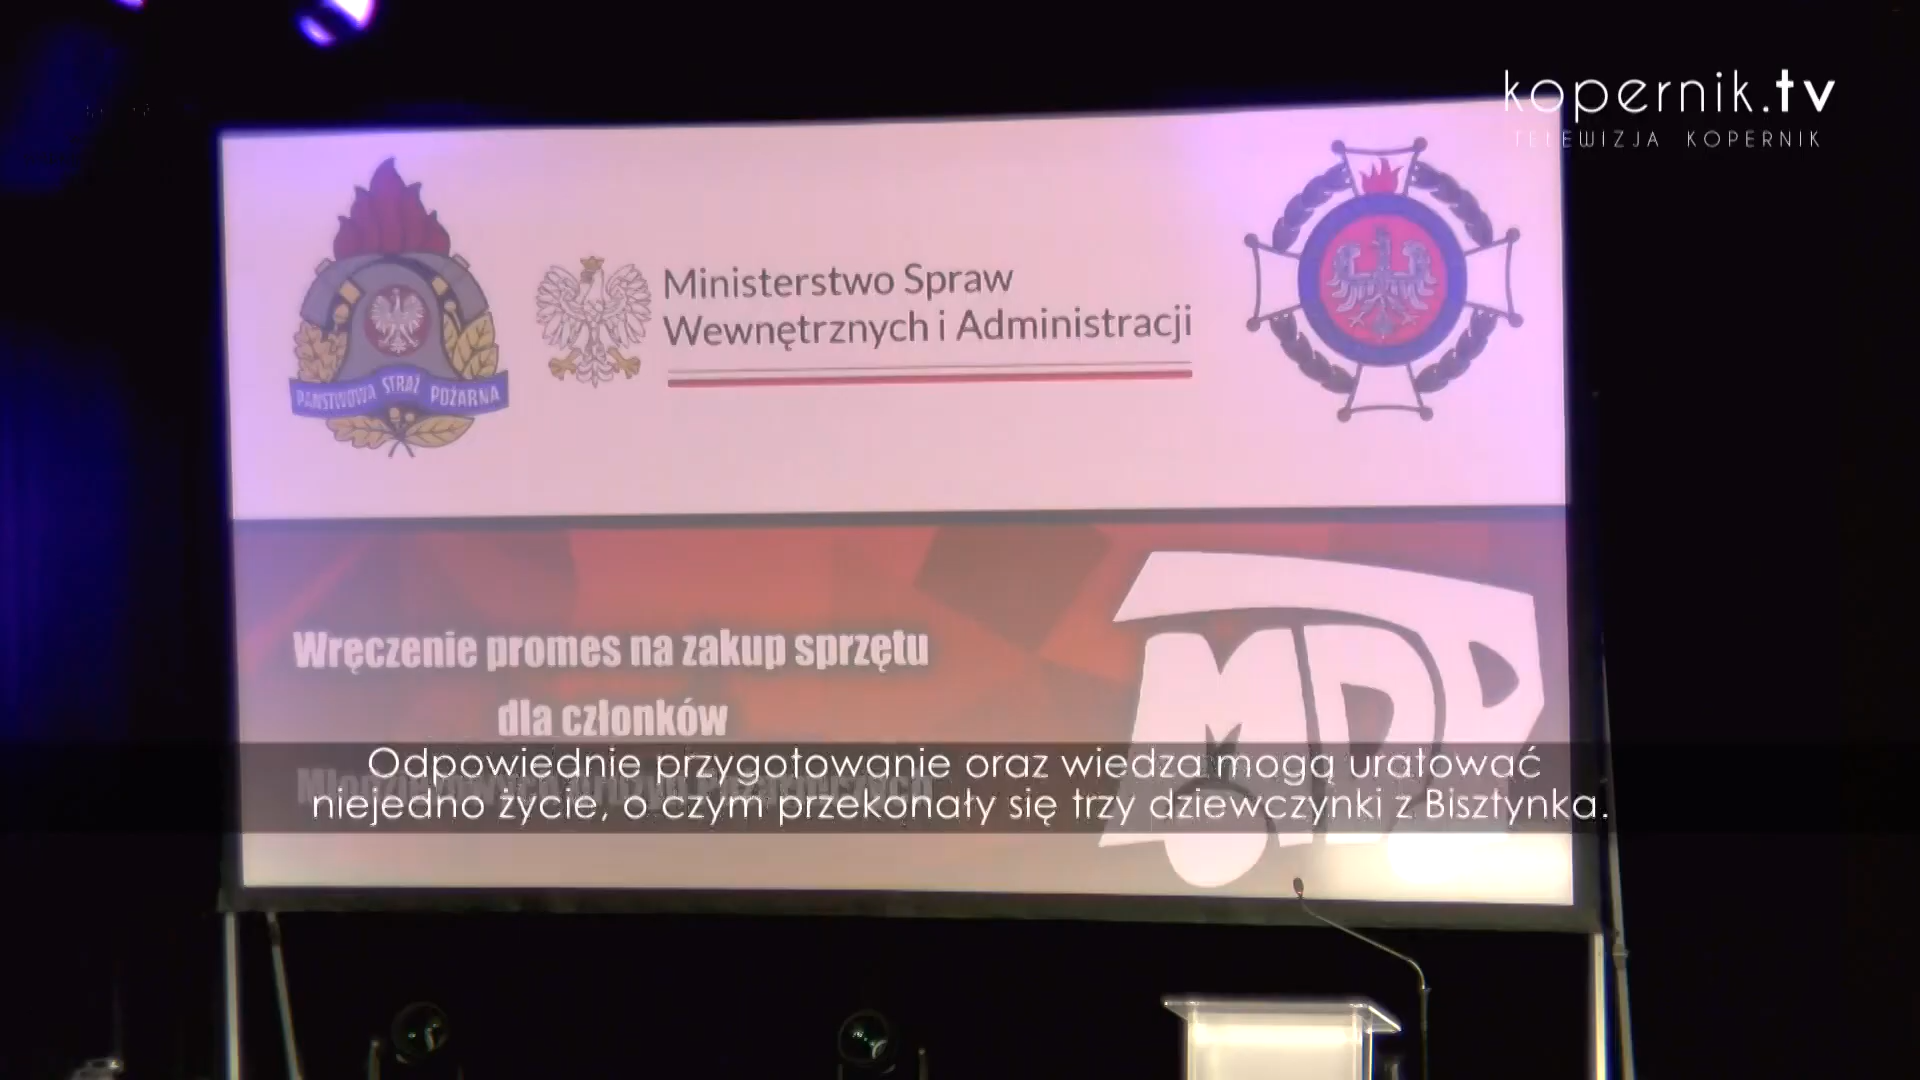 kopernik.tv
TELEWIZJA KOPERNIK
PAŃSTWOWA STRAŻ POŻARNA
Ministerstwo Spraw
Wewnętrznych i Administracji
Wręczenie promes na zakup sprzętu
dla członków
MDP
Odpowiednie przygotowanie oraz wiedza mogą uratować
niejedno życie, o czym przekonały się trzy dziewczynki z Bisztynka.